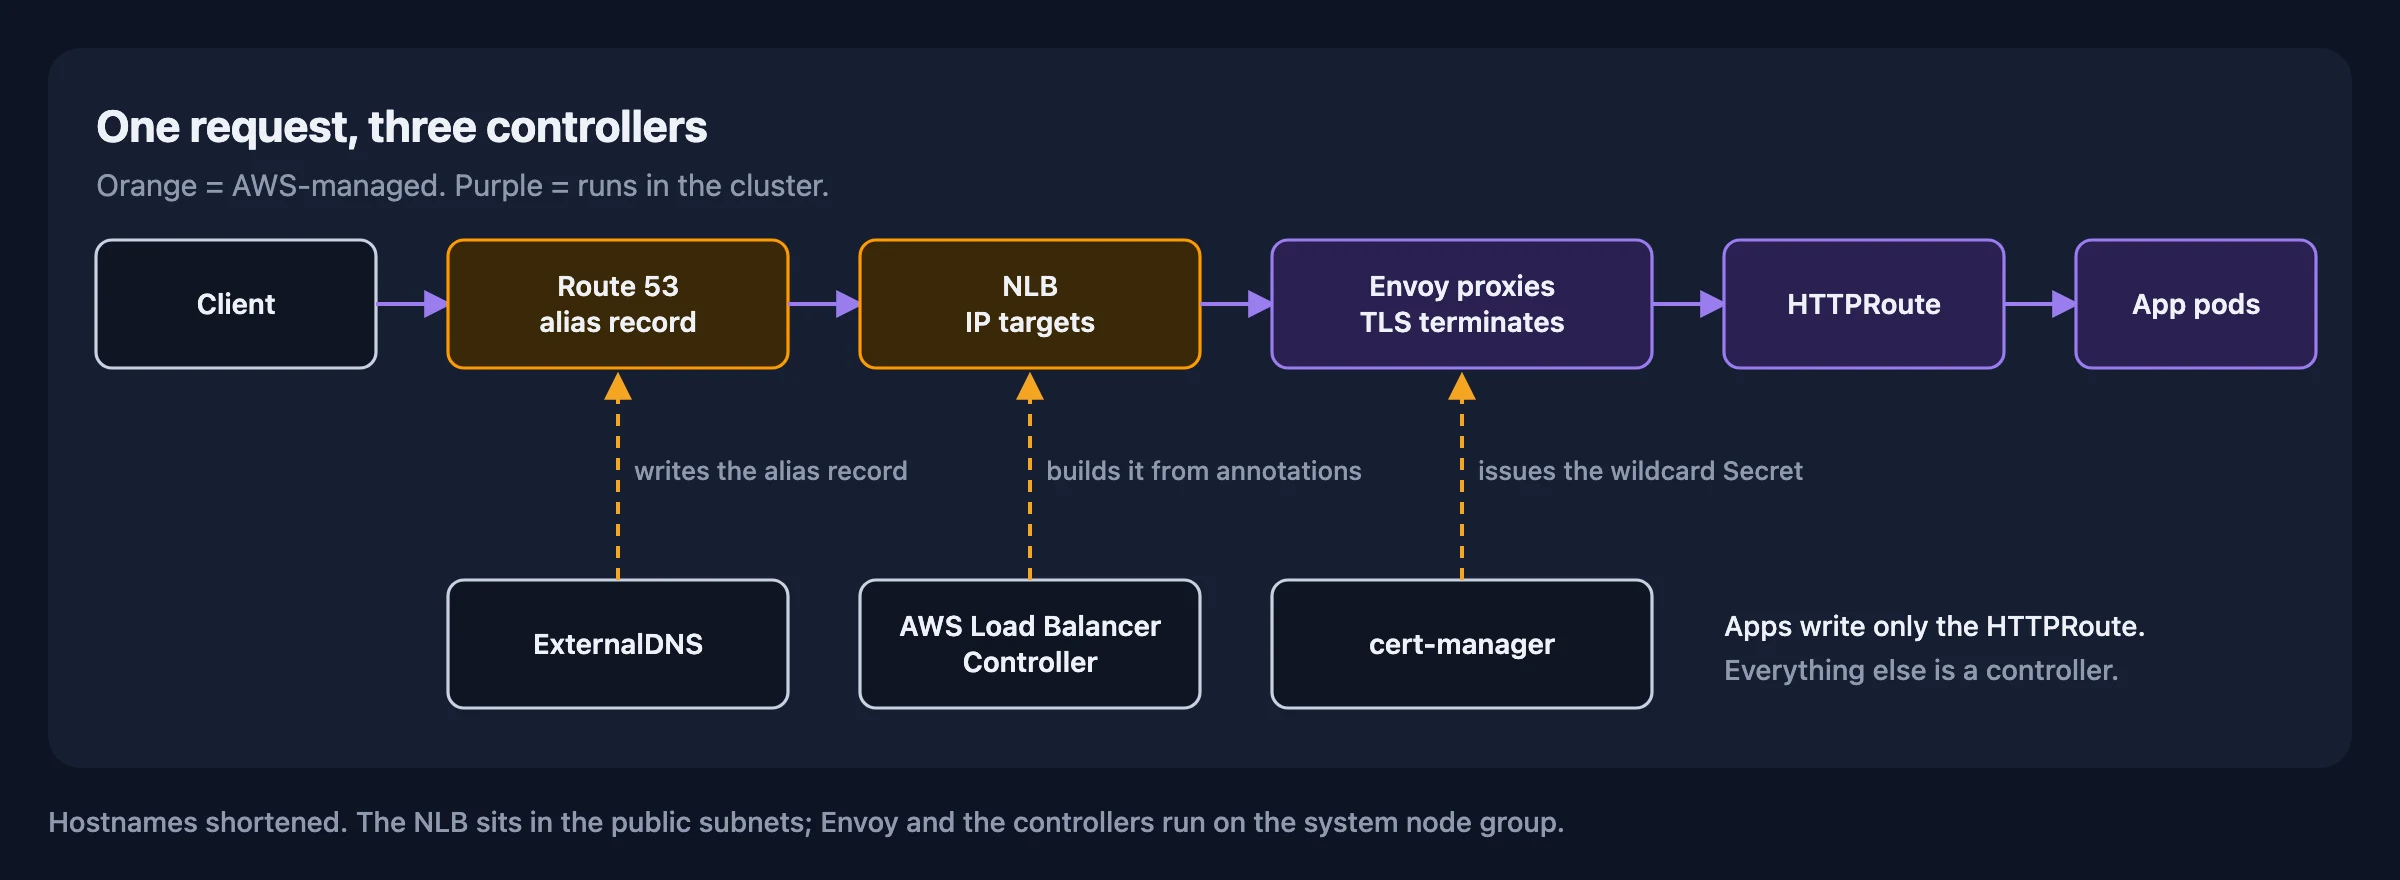 One request, three controllers
Orange = AWS-managed. Purple = runs in the cluster.
Client
Route 53
alias record
NLB
IP targets
Envoy proxies
TLS terminates
HTTPRoute
App pods
writes the alias record
builds it from annotations
issues the wildcard Secret
ExternalDNS
AWS Load Balancer
Controller
cert-manager
Apps write only the HTTPRoute.
Everything else is a controller.
Hostnames shortened. The NLB sits in the public subnets; Envoy and the controllers run on the system node group.